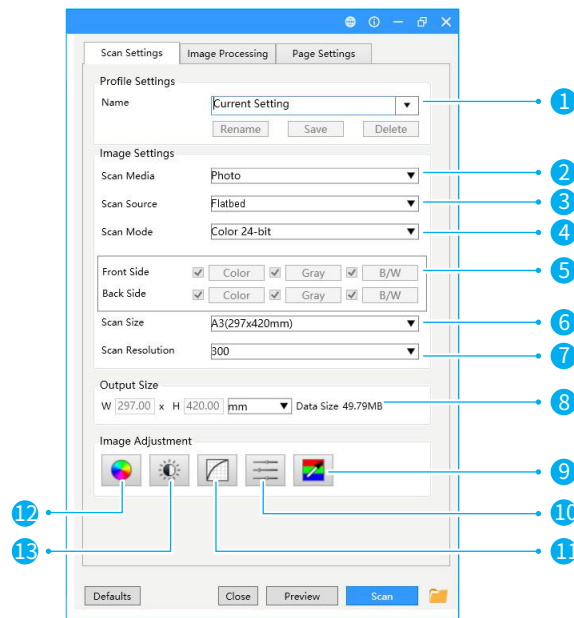 Scan Settings Image Processing Page Settings
Profile Settings
Name Current Setting 1
Rename Save Delete
Image Settings
Scan Media Photo 2
Scan Source Flatbed 3
Scan Mode Color 24-bit 4
Front Side Color Gray B/W 5
Back Side Color Gray B/W
Scan Size A3(297x420mm) 6
Scan Resolution 300 7
Output Size
W 297.00 x H 420.00 mm Data Size 49.79MB 8
Image Adjustment
9
12 10
13 11
Defaults Close Preview Scan